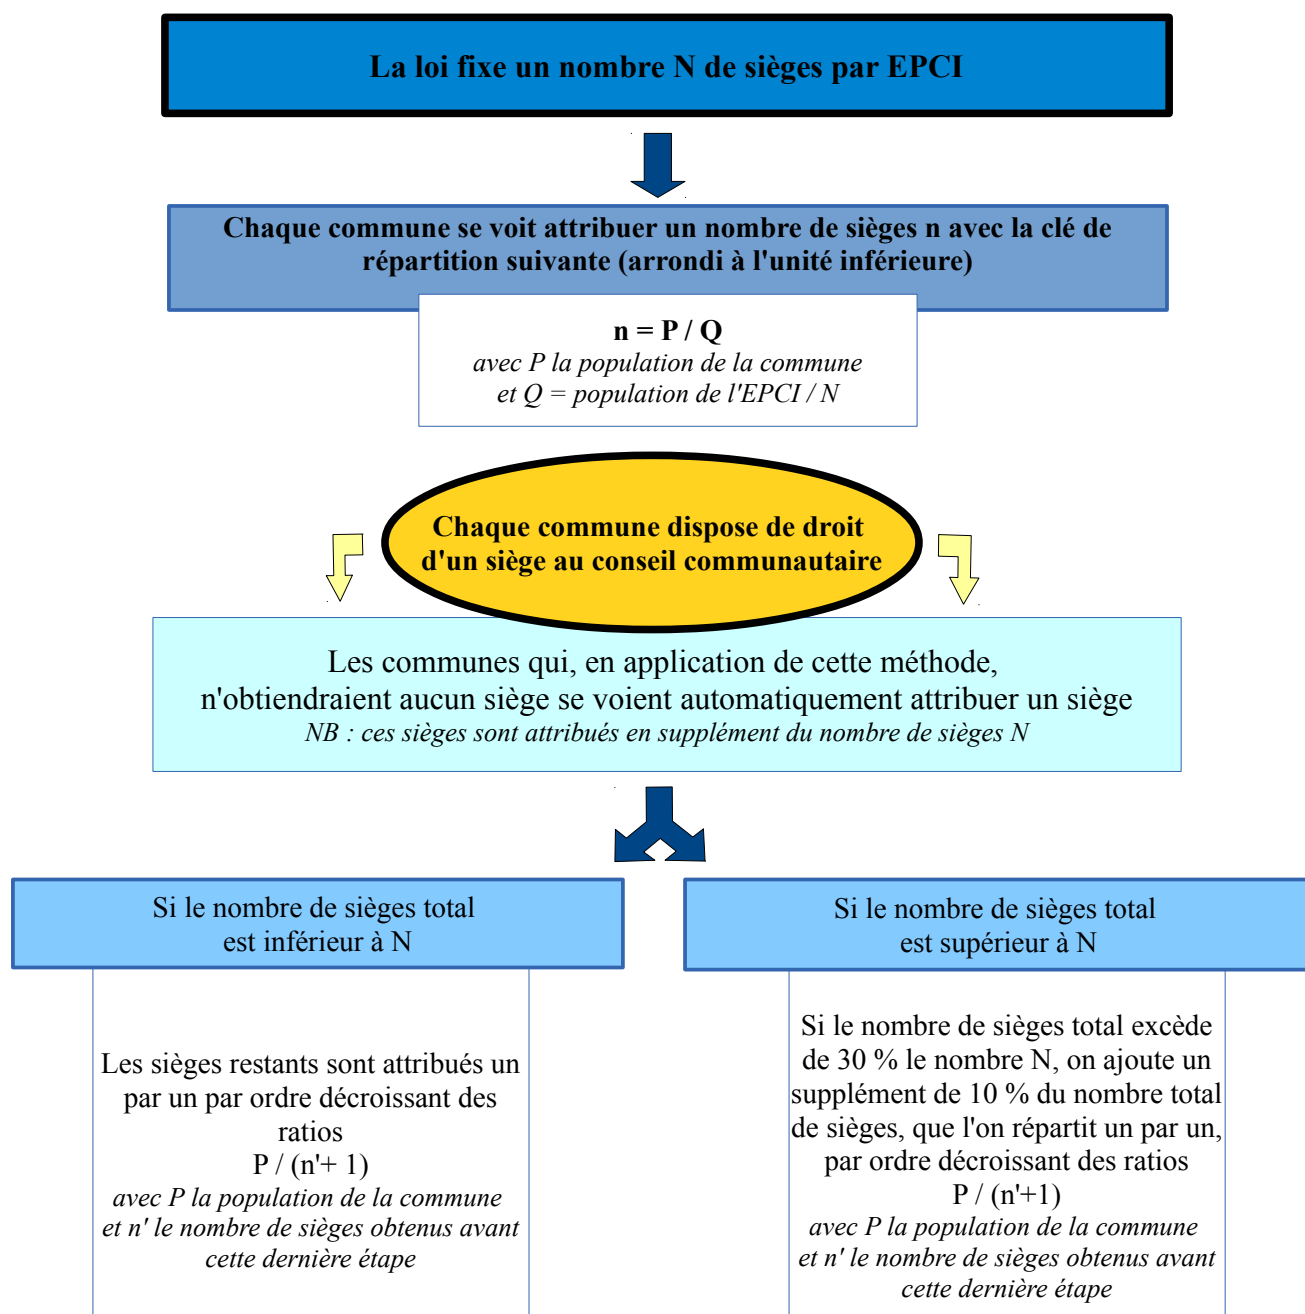 La loi fixe un nombre N de sièges par EPCI
Chaque commune se voit attribuer un nombre de sièges n avec la clé de
répartition suivante (arrondi à l'unité inférieure)
n = P / Q
avec P la population de la commune
et Q = population de l'EPCI / N
Chaque commune dispose de droit
d'un siège au conseil communautaire
Les communes qui, en application de cette méthode,
n'obtiendraient aucun siège se voient automatiquement attribuer un siège
NB : ces sièges sont attribués en supplément du nombre de sièges N
Si le nombre de sièges total
est inférieur à N
Les sièges restants sont attribués un
par un par ordre décroissant des
ratios
P / (n'+ 1)
avec P la population de la commune
et n' le nombre de sièges obtenus avant
cette dernière étape
Si le nombre de sièges total
est supérieur à N
Si le nombre de sièges total excède
de 30 % le nombre N, on ajoute un
supplément de 10 % du nombre total
de sièges, que l'on répartit un par un,
par ordre décroissant des ratios
P / (n'+1)
avec P la population de la commune
et n' le nombre de sièges obtenus avant
cette dernière étape